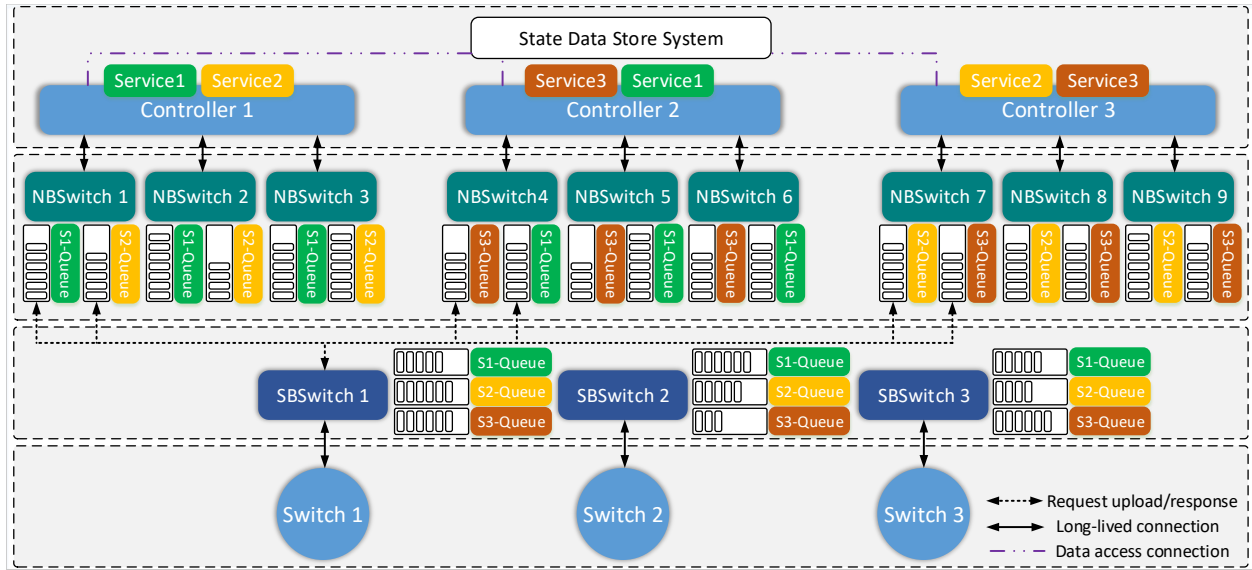 State Data Store System
Service1 Service2
Controller 1
Service3 Service1
Controller 2
Service2 Service3
Controller 3
NBSwitch 1 NBSwitch 2 NBSwitch 3 NBSwitch4 NBSwitch 5 NBSwitch 6 NBSwitch 7 NBSwitch 8 NBSwitch 9
S1-Queue S2-Queue S1-Queue S2-Queue S1-Queue S2-Queue S3-Queue S1-Queue S3-Queue S1-Queue S3-Queue S1-Queue S2-Queue S3-Queue S2-Queue S3-Queue S2-Queue S3-Queue
SBSwitch 1
S1-Queue
S2-Queue
S3-Queue
SBSwitch 2
S1-Queue
S2-Queue
S3-Queue
SBSwitch 3
S1-Queue
S2-Queue
S3-Queue
Switch 1 Switch 2 Switch 3
Request upload/response
Long-lived connection
Data access connection